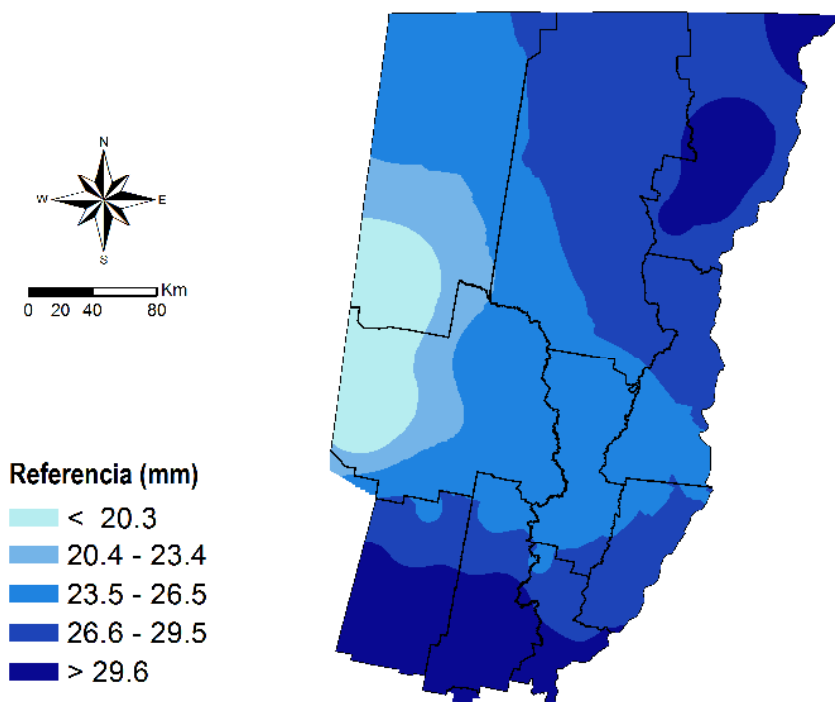 N
W E
S
Km
0 20 40 80
Referencia (mm)
< 20.3
20.4 - 23.4
23.5 - 26.5
26.6 - 29.5
> 29.6